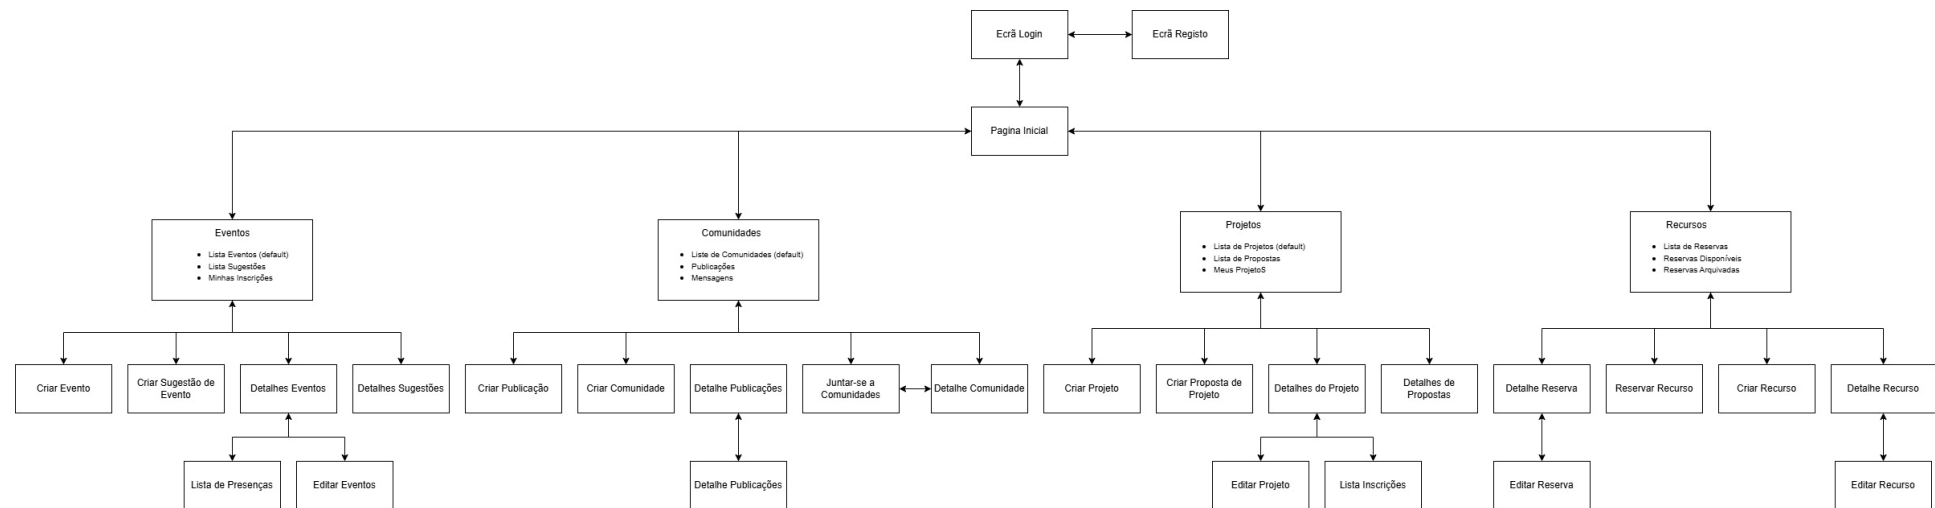 Ecrã Login
Ecrã Registo
Pagina Inicial
Eventos
Lista Eventos (default)
Lista Sugestões
Minhas Inscrições
Comunidades
Liste de Comunidades (default)
Publicações
Mensagens
Projetos
Lista de Projetos (default)
Lista de Propostas
Meus ProjetoS
Recursos
Lista de Reservas
Reservas Disponíveis
Reservas Arquivadas
Criar Evento
Criar Sugestão de
Evento
Detalhes Eventos
Detalhes Sugestões
Criar Publicação
Criar Comunidade
Detalhe Publicações
Juntar-se a
Comunidades
Detalhe Comunidade
Criar Projeto
Criar Proposta de
Projeto
Detalhes do Projeto
Detalhes de
Propostas
Detalhe Reserva
Reservar Recurso
Criar Recurso
Detalhe Recurso
Lista de Presenças
Editar Eventos
Detalhe Publicações
Editar Projeto
Lista Inscrições
Editar Reserva
Editar Recurso